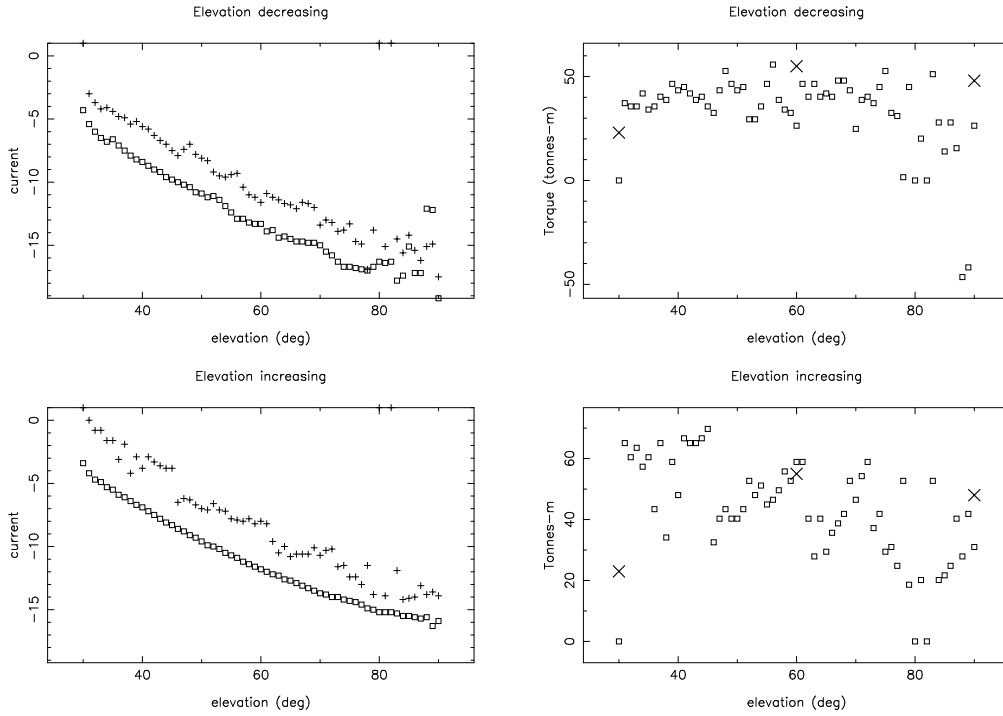 Elevation decreasing
Elevation decreasing
0
−5
−10
−15
current
40
60
80
elevation (deg)
50
0
−50
Torque (tonnes−m)
40
60
80
elevation (deg)
Elevation increasing
Elevation increasing
0
−5
−10
−15
current
40
60
80
elevation (deg)
60
40
20
0
Tonnes−m
40
60
80
elevation (deg)